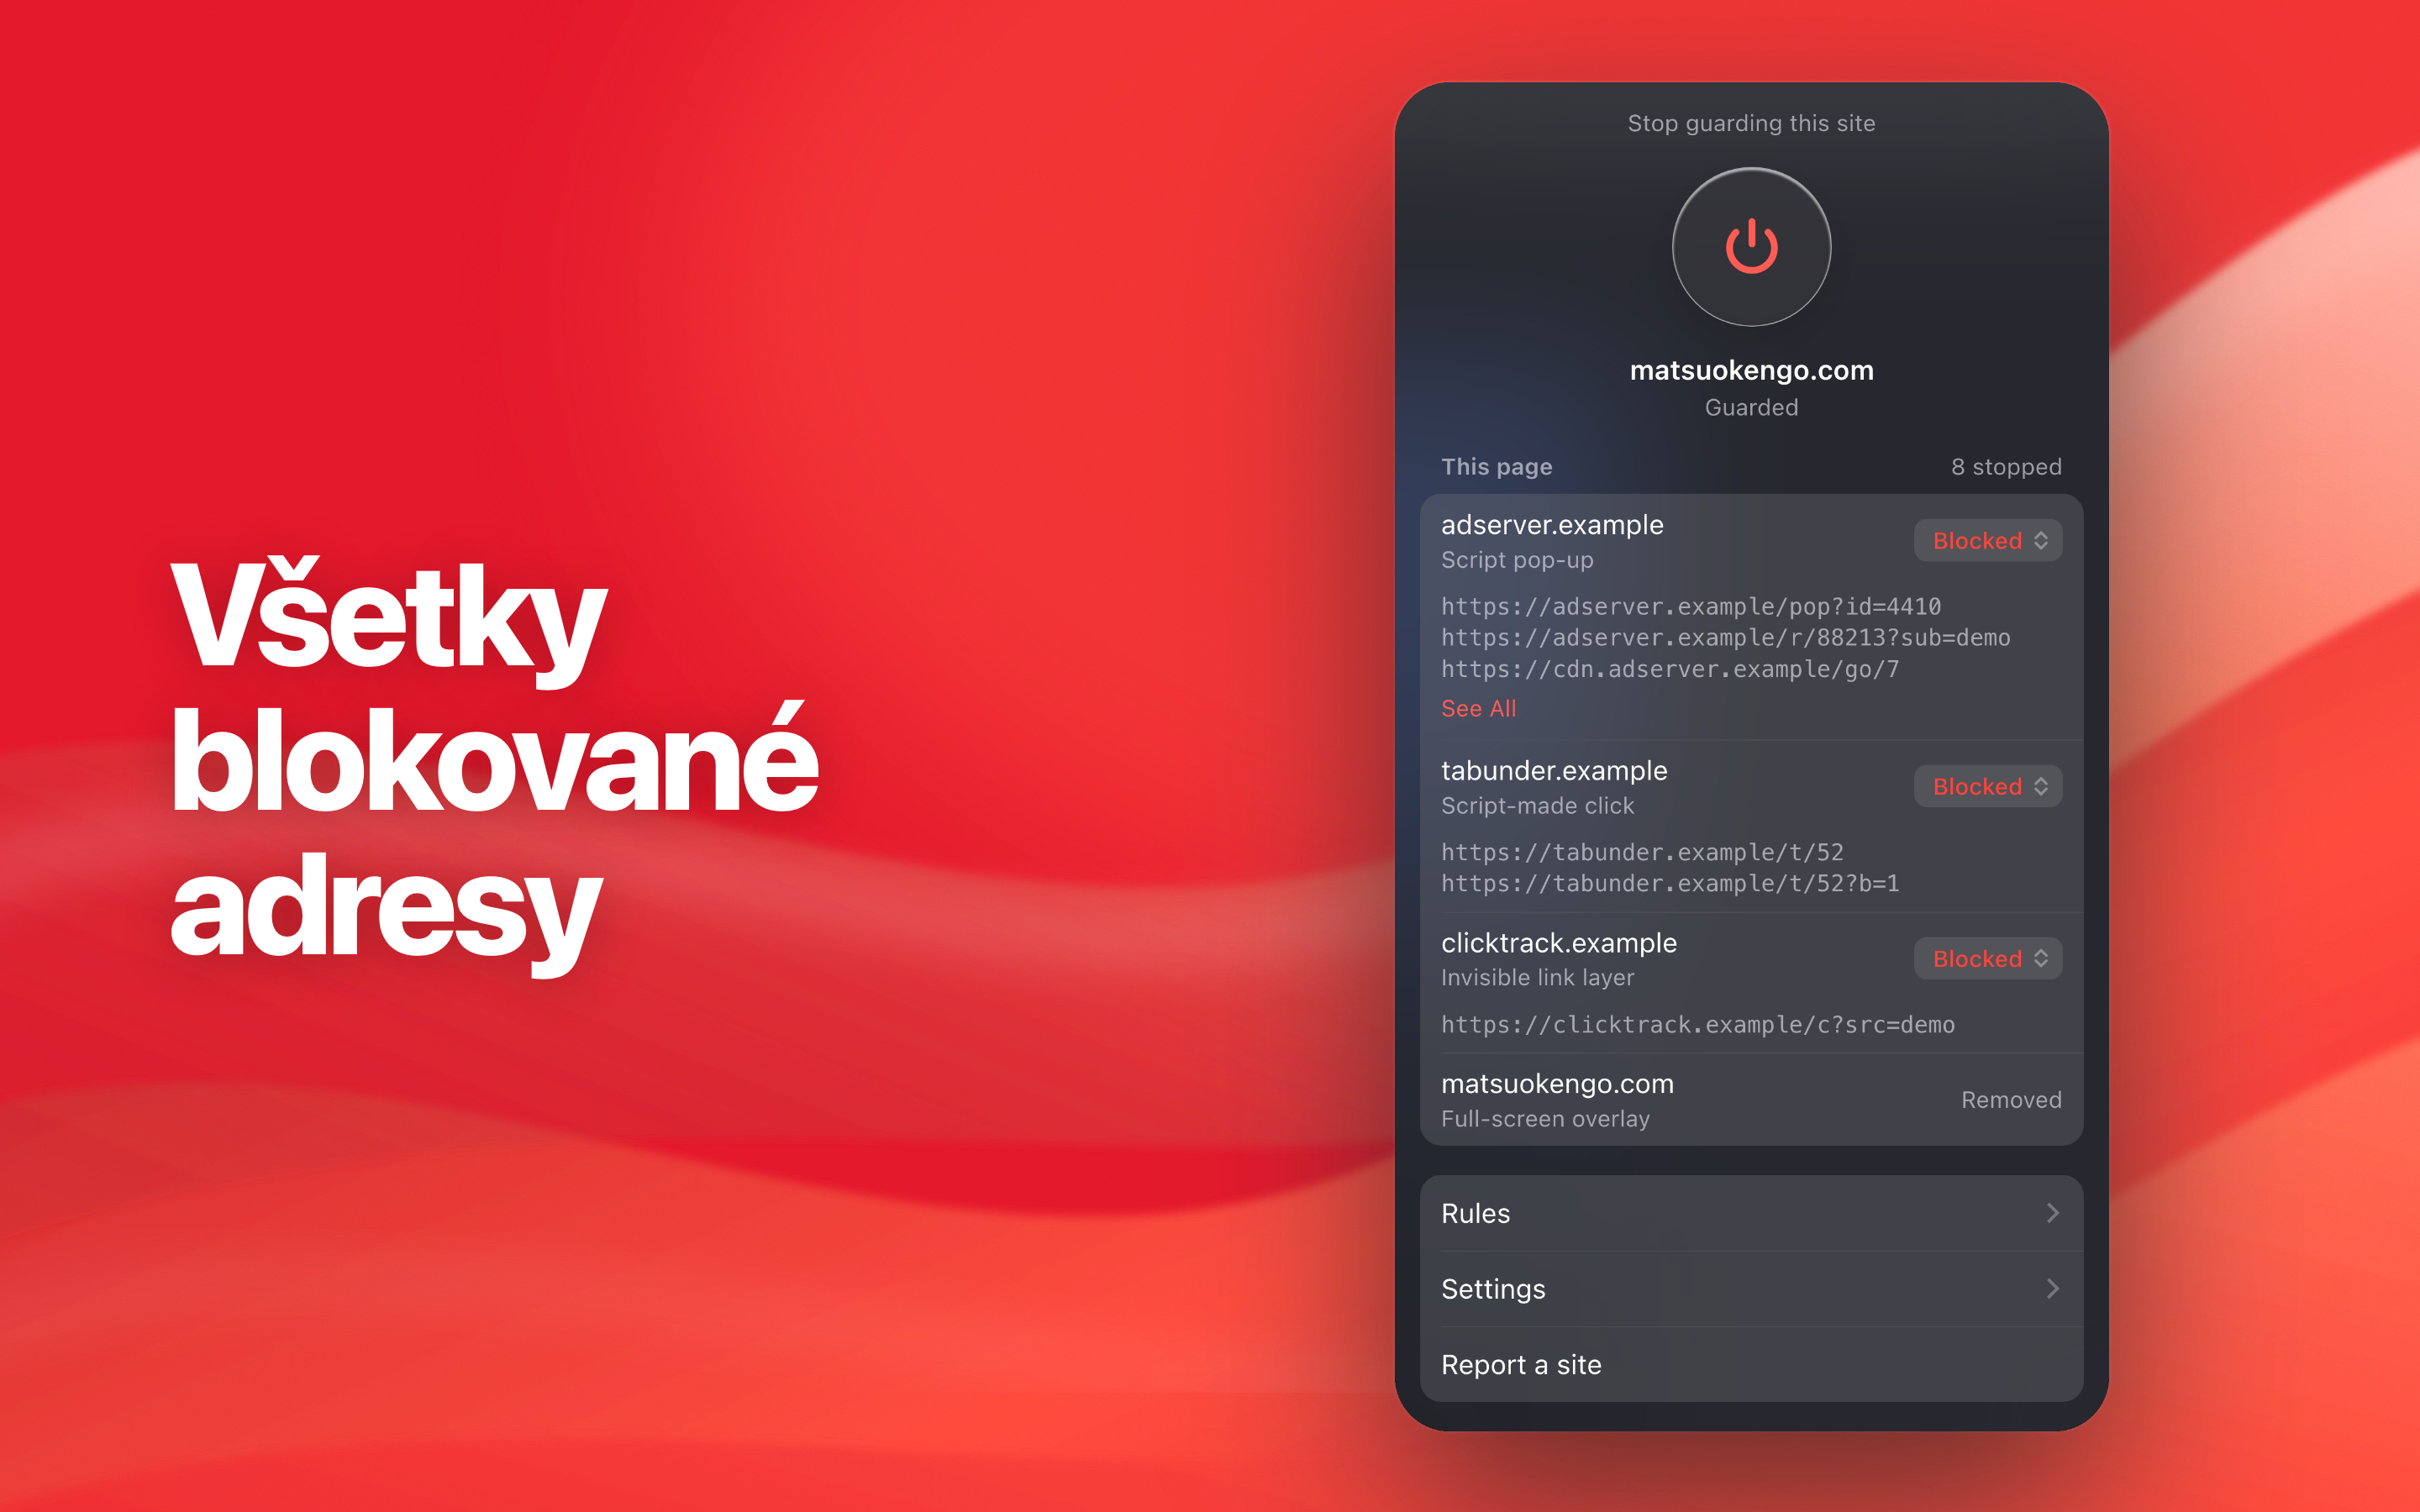 Všetky
blokované
adresy
Stop guarding this site
matsuokengo.com
Guarded
This page
8 stopped
adserver.example
Script pop-up
Blocked
https://adserver.example/pop?id=4410
https://adserver.example/r/88213?sub=demo
https://cdn.adserver.example/go/7
See All
tabunder.example
Script-made click
Blocked
https://tabunder.example/t/52
https://tabunder.example/t/52?b=1
clicktrack.example
Invisible link layer
Blocked
https://clicktrack.example/c?src=demo
matsuokengo.com
Full-screen overlay
Removed
Rules
Settings
Report a site